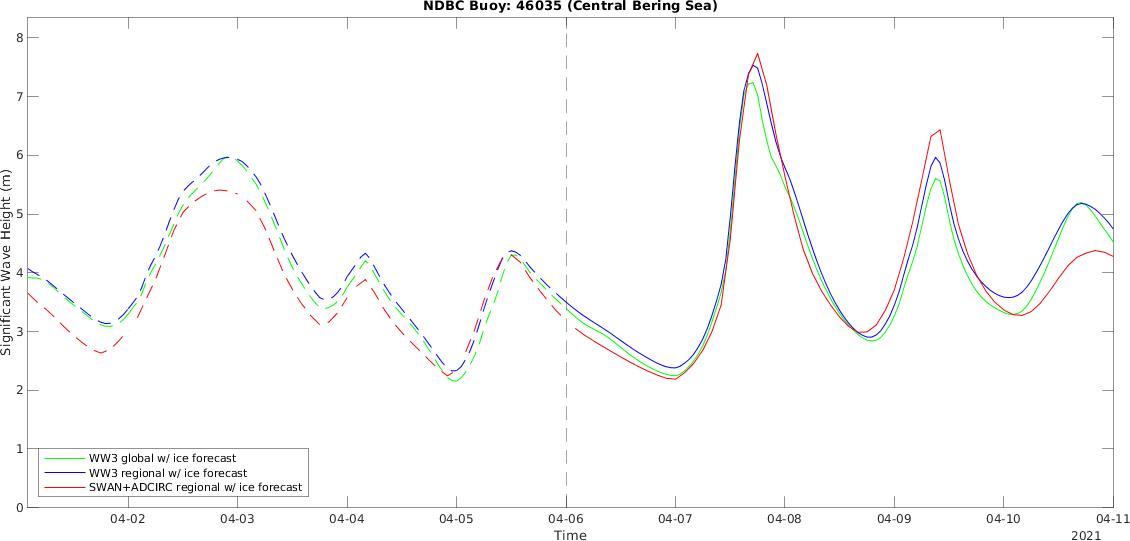 NDBC Buoy: 46035 (Central Bering Sea)
8
7
6
5
4
3
2
1
0
Significant Wave Height (m)
WW3 global w/ ice forecast
WW3 regional w/ ice forecast
SWAN+ADCIRC regional w/ ice forecast
04-02 04-03 04-04 04-05 04-06 04-07 04-08 04-09 04-10 04-11
Time
2021